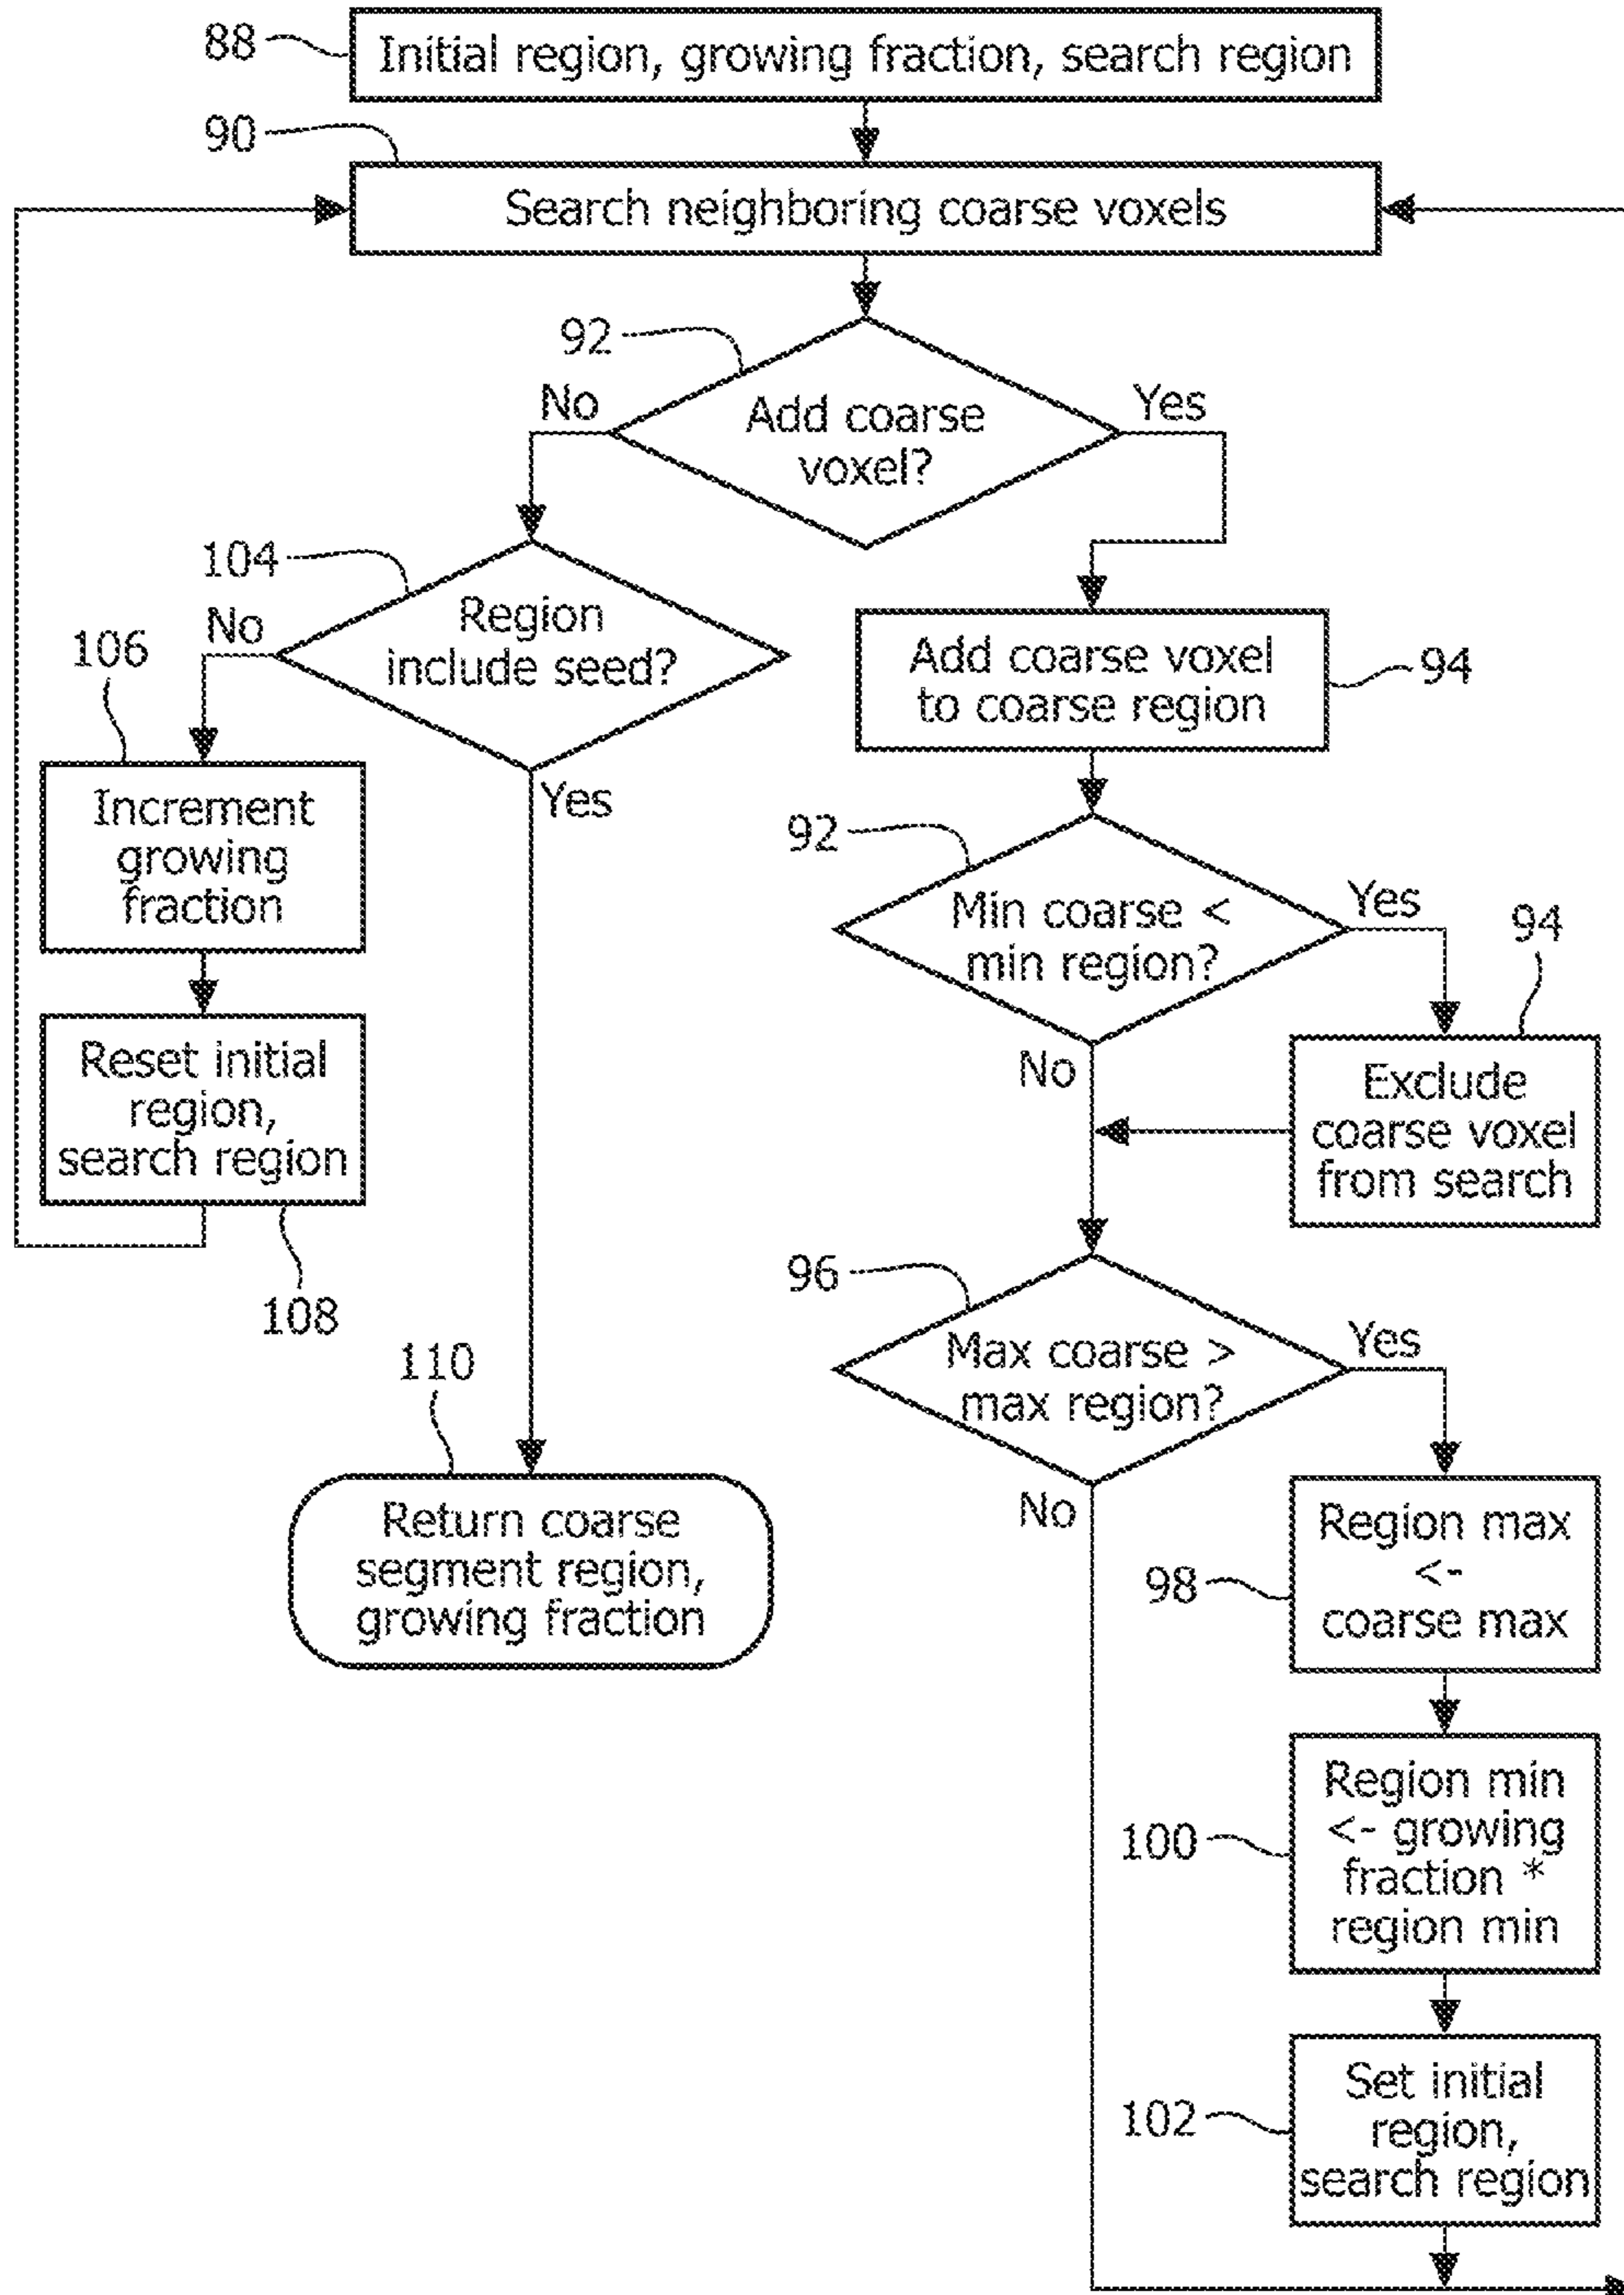 88
Initial region, growing fraction, search region
90
Search neighboring coarse voxels
92
No
Yes
Add coarse
voxel?
104
No
Region
include seed?
Yes
106
Increment
growing
fraction
Reset initial
region,
search region
108
110
Return coarse
segment region,
growing fraction
Add coarse voxel
to coarse region
94
92
Min coarse <
min region?
Yes
No
94
Exclude
coarse voxel
from search
96
Max coarse >
max region?
Yes
No
98
Region max
<-
coarse max
100
Region min
<- growing
fraction *
region min
102
Set initial
region,
search region